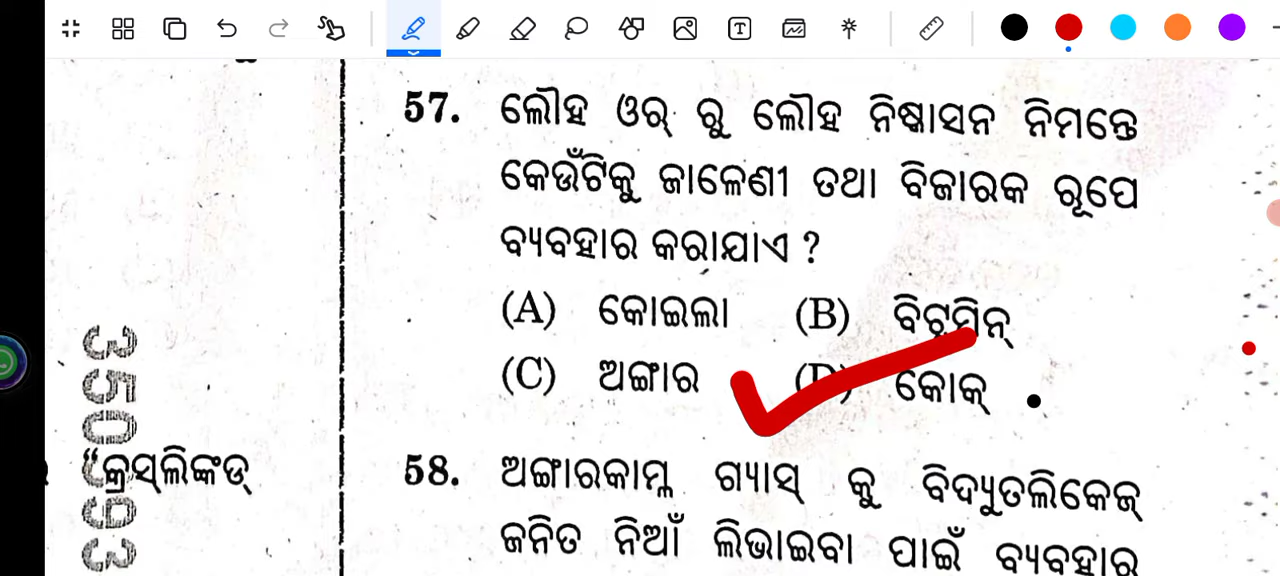 57. ଲୌହ ଓର୍ ରୁ ଲୌହ ନିଷ୍କାସନ ନିମନ୍ତେ
କେଉଁଟିକୁ ଜାଳେଣୀ ତଥା ବିଜାରକ ରୂପେ
ବ୍ୟବହାର କରାଯାଏ ?
(A) କୋଇଲା (B) ବିଟୁମିନ୍
(C) ଅଙ୍ଗାର (D) କୋକ୍
"କ୍ରସ୍‌ଲିଙ୍କଡ୍
58. ଅଙ୍ଗାରକାମ୍ଳ ଗ୍ୟାସ୍ କୁ ବିଦ୍ୟୁତଲିକେଜ୍
ଜନିତ ନିଆଁ ଲିଭାଇବା ପାଇଁ ବ୍ୟବହାର